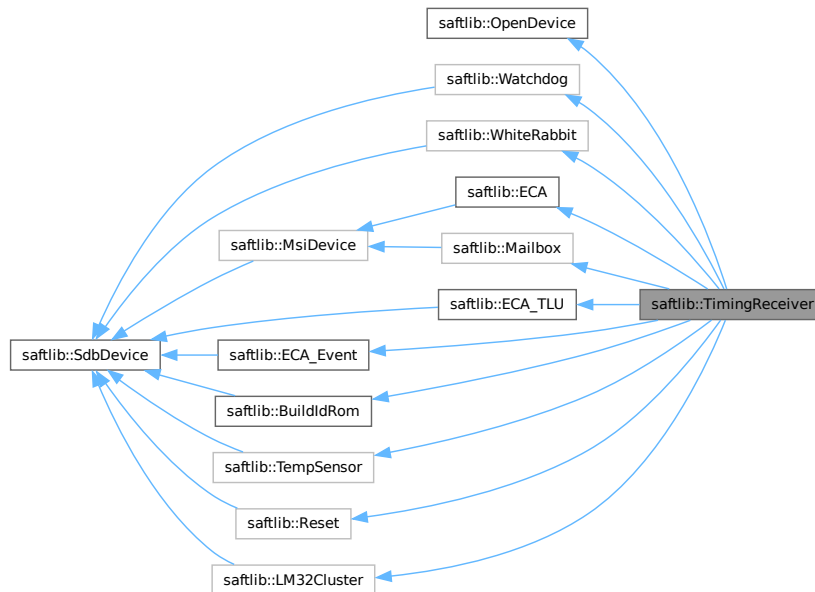 saftlib::OpenDevice
saftlib::Watchdog
saftlib::WhiteRabbit
saftlib::ECA
saftlib::MsiDevice
saftlib::Mailbox
saftlib::ECA_TLU
saftlib::TimingReceiver
saftlib::SdbDevice
saftlib::ECA_Event
saftlib::BuildIdRom
saftlib::TempSensor
saftlib::Reset
saftlib::LM32Cluster